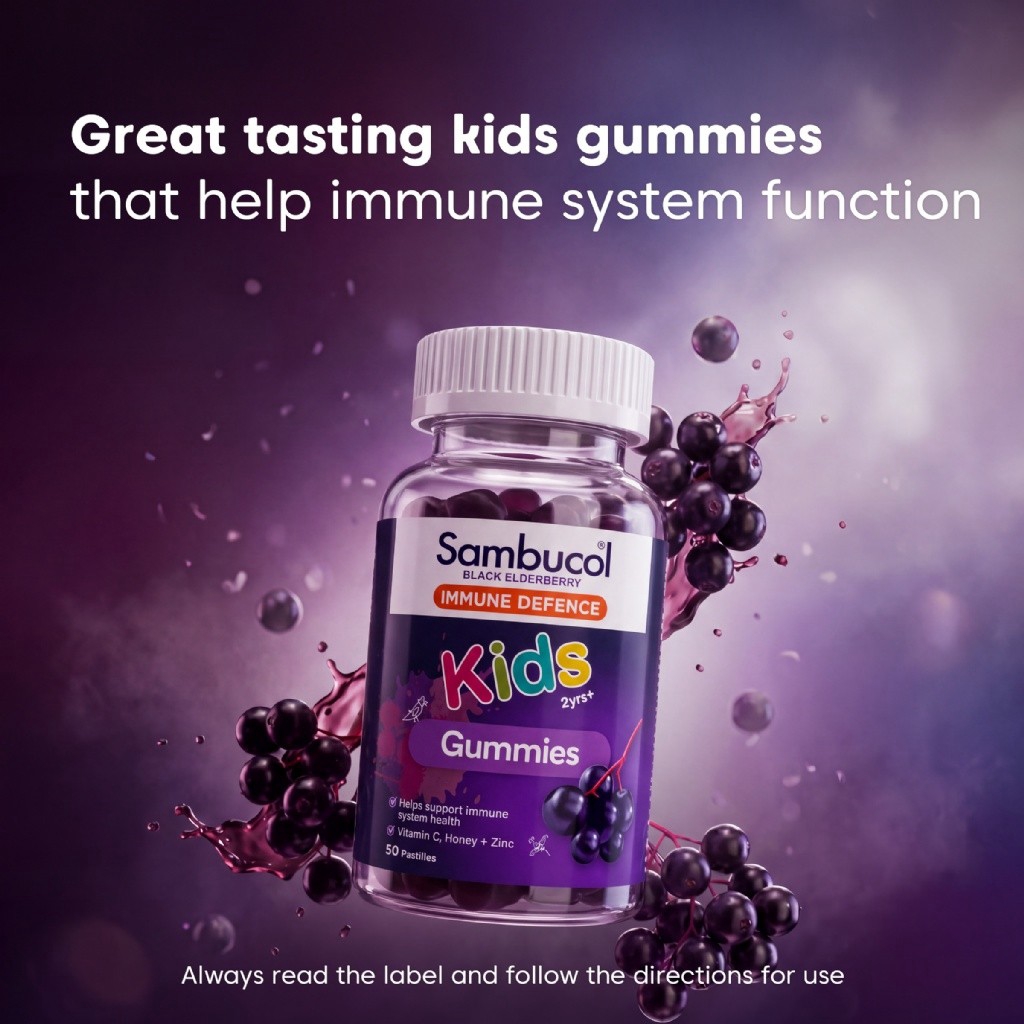 Great tasting kids gummies
that help immune system function
Sambucol®
BLACK ELDERBERRY
IMMUNE DEFENCE
Kids
2yrs+
Gummies
Helps support immune
system health
Vitamin C, Honey + Zinc
50 Pastilles
Always read the label and follow the directions for use